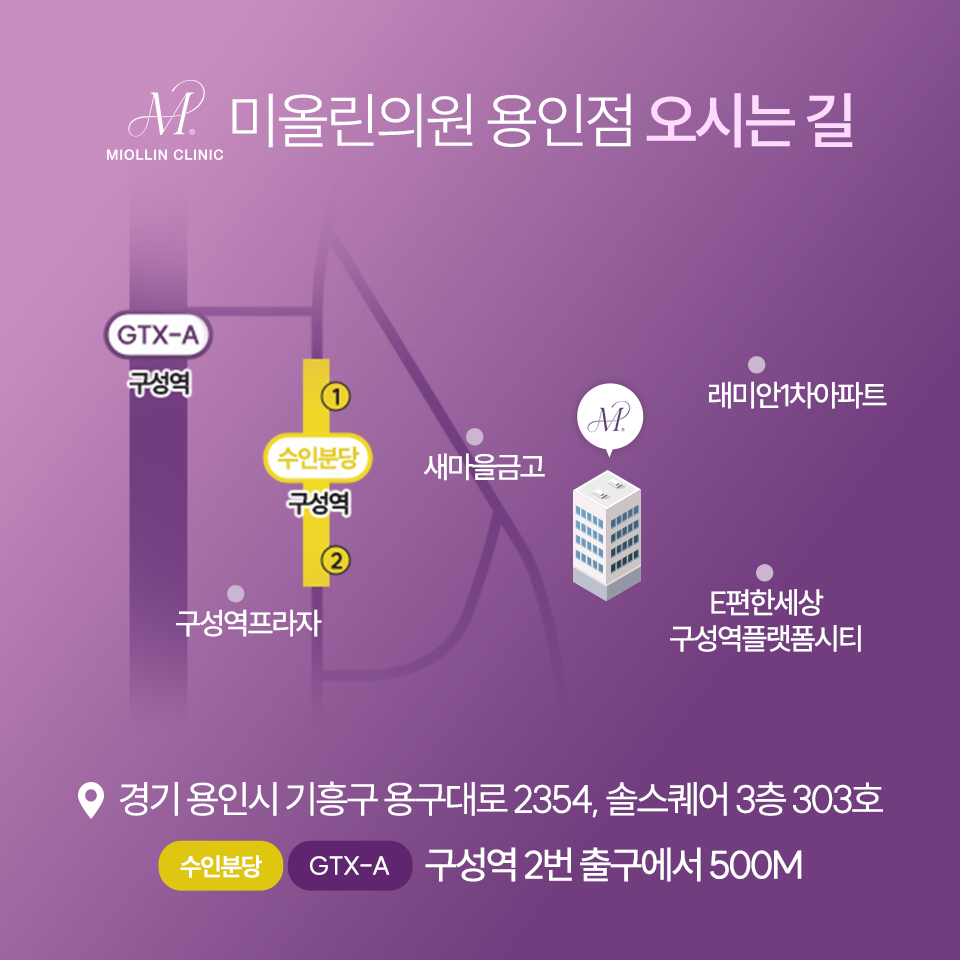 M®
MIOLLIN CLINIC
미올린의원 용인점 오시는 길
GTX-A
구성역
1
수인분당
구성역
2
구성역프라자
새마을금고
M®
래미안1차아파트
E편한세상
구성역플랫폼시티
경기 용인시 기흥구 용구대로 2354, 솔스퀘어 3층 303호
수인분당 GTX-A 구성역 2번 출구에서 500M